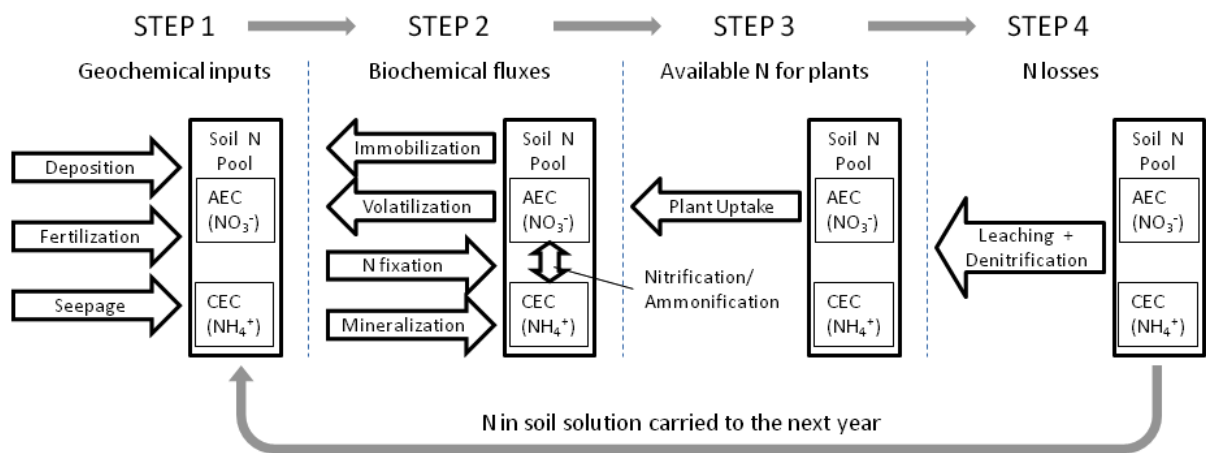 STEP 1
STEP 2
STEP 3
STEP 4
Geochemical inputs
Biochemical fluxes
Available N for plants
N losses
Deposition
Fertilization
Seepage
Soil N
Pool
AEC
(NO₃⁻)
CEC
(NH₄⁺)
Immobilization
Volatilization
N fixation
Mineralization
Soil N
Pool
AEC
(NO₃⁻)
CEC
(NH₄⁺)
Nitrification/
Ammonification
Plant Uptake
Soil N
Pool
AEC
(NO₃⁻)
CEC
(NH₄⁺)
Leaching +
Denitrification
Soil N
Pool
AEC
(NO₃⁻)
CEC
(NH₄⁺)
N in soil solution carried to the next year